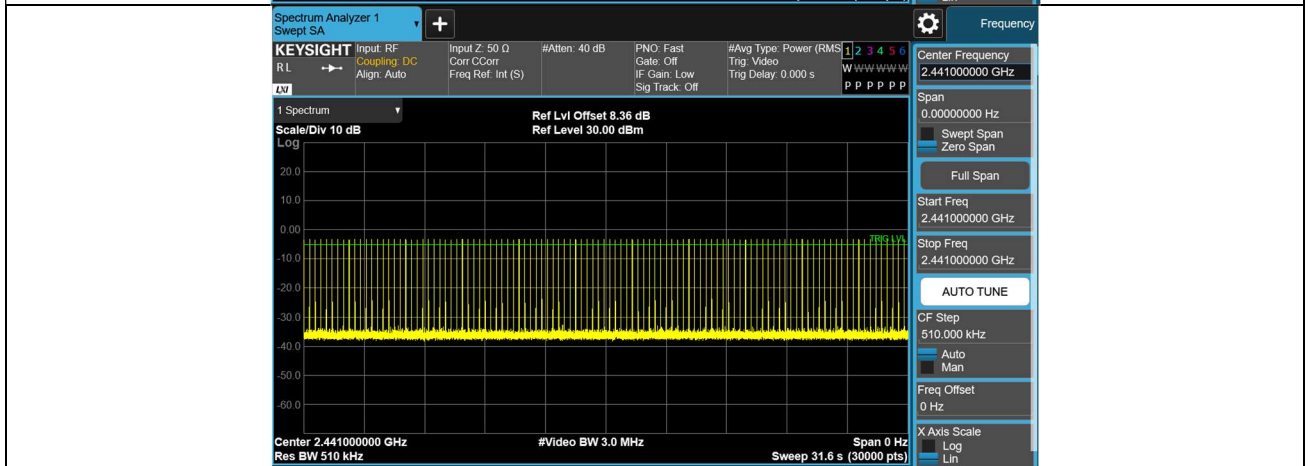 Lin
Spectrum Analyzer 1
Swept SA
Frequency
KEYSIGHT
RL
LXI
Input: RF
Coupling: DC
Align: Auto
Input Z: 50 Ω
Corr CCorr
Freq Ref: Int (S)
#Atten: 40 dB
PNO: Fast
Gate: Off
IF Gain: Low
Sig Track: Off
#Avg Type: Power (RMS
Trig: Video
Trig Delay: 0.000 s
1 2 3 4 5 6
W W W W W W
P P P P P P
1 Spectrum
Scale/Div 10 dB
Ref Lvl Offset 8.36 dB
Ref Level 30.00 dBm
Log
20.0
10.0
0.00
-10.0
-20.0
-30.0
-40.0
-50.0
-60.0
TRIG LVL
Center 2.441000000 GHz
Res BW 510 kHz
#Video BW 3.0 MHz
Span 0 Hz
Sweep 31.6 s (30000 pts)
Center Frequency
2.441000000 GHz
Span
0.00000000 Hz
Swept Span
Zero Span
Full Span
Start Freq
2.441000000 GHz
Stop Freq
2.441000000 GHz
AUTO TUNE
CF Step
510.000 kHz
Auto
Man
Freq Offset
0 Hz
X Axis Scale
Log
Lin